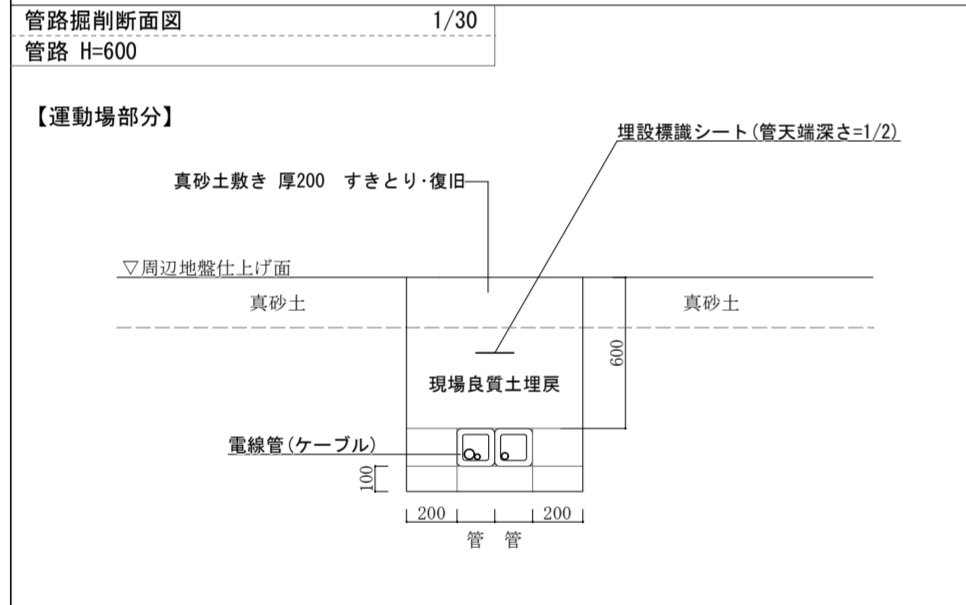 管路掘削断面図 1/30
管路 H=600
【運動場部分】
埋設標識シート(管天端深さ=1/2)
真砂土敷き 厚200 すきとり・復旧
▽周辺地盤仕上げ面
真砂土 真砂土
600
現場良質土埋戻
電線管(ケーブル)
100
200 200
管 管